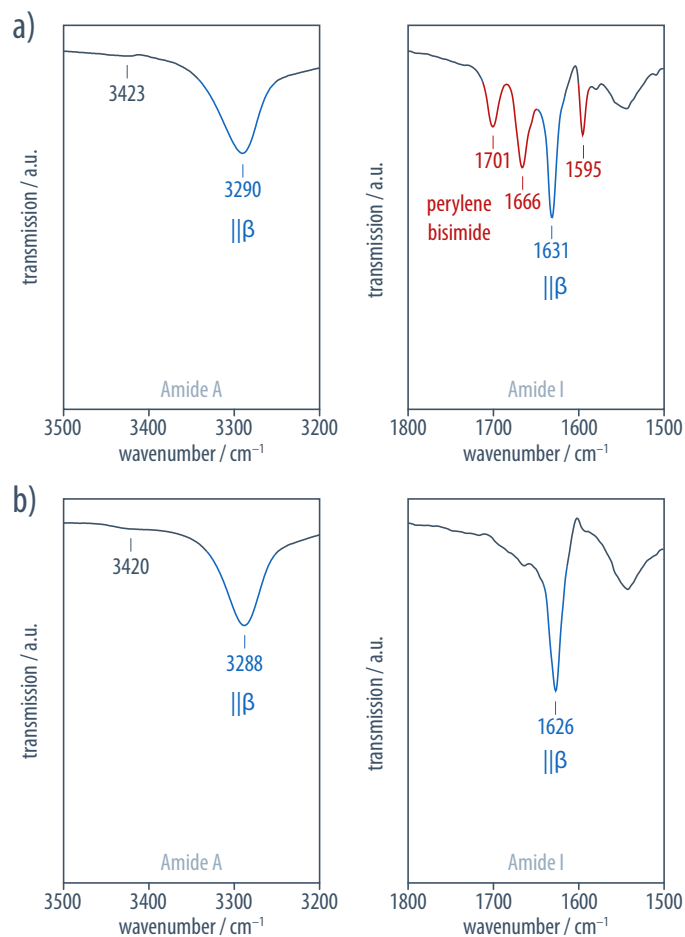 a)
transmission / a.u.
3423
3290
||β
Amide A
3500 3400 3300 3200
wavenumber / cm⁻¹
transmission / a.u.
1701
1666
1595
perylene
bisimide
1631
||β
Amide I
1800 1700 1600 1500
wavenumber / cm⁻¹
b)
transmission / a.u.
3420
3288
||β
Amide A
3500 3400 3300 3200
wavenumber / cm⁻¹
transmission / a.u.
1626
||β
Amide I
1800 1700 1600 1500
wavenumber / cm⁻¹